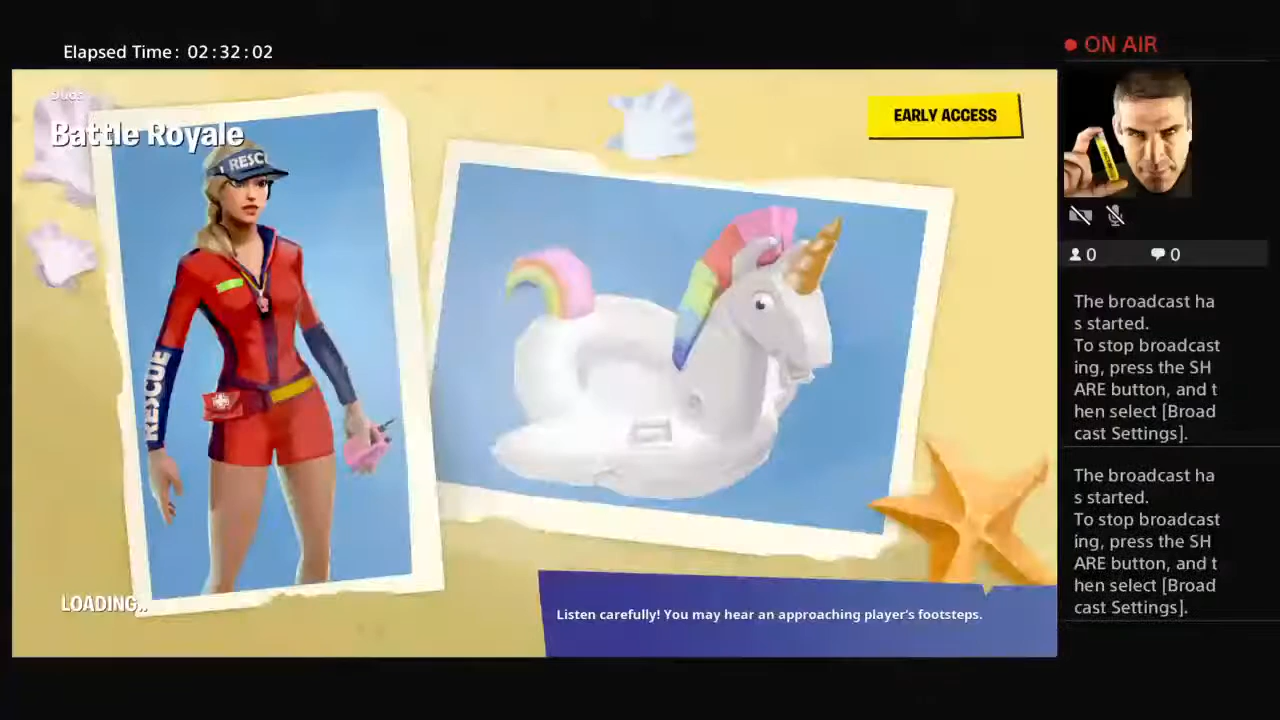 Elapsed Time: 02:32:02
ON AIR
Duos
Battle Royale
EARLY ACCESS
RESCU
RESCUE
0
0
The broadcast ha
s started.
To stop broadcast
ing, press the SH
ARE button, and t
hen select [Broad
cast Settings].
The broadcast ha
s started.
To stop broadcast
ing, press the SH
ARE button, and t
hen select [Broad
cast Settings].
LOADING..
Listen carefully! You may hear an approaching player's footsteps.